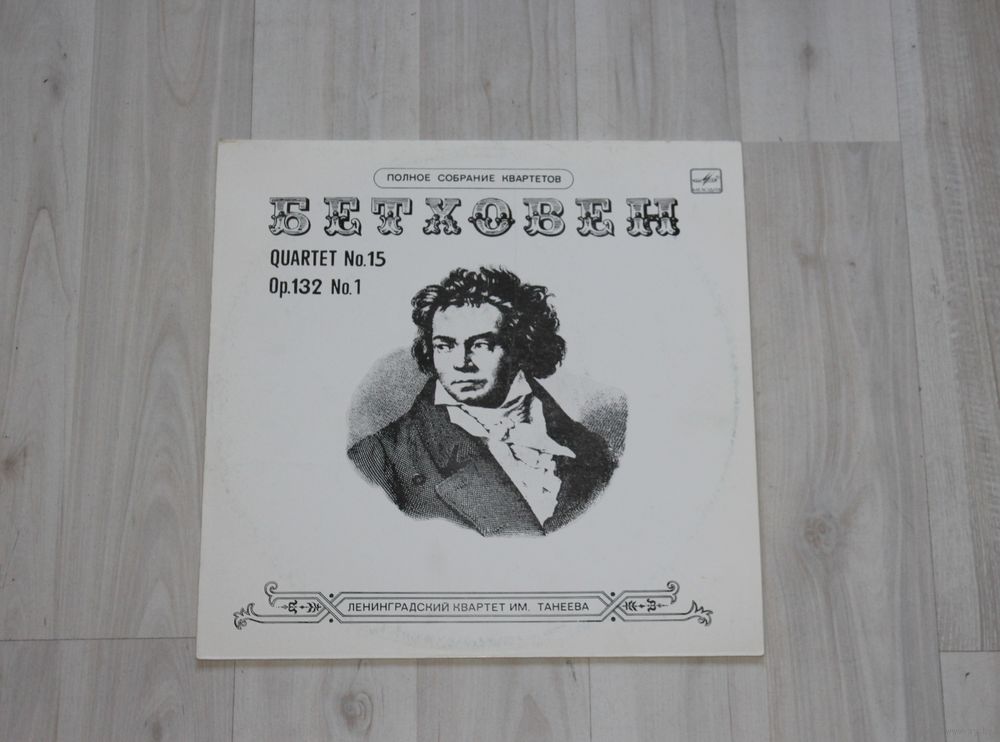 ПОЛНОЕ СОБРАНИЕ КВАРТЕТОВ
БЕТХОВЕН
QUARTET No.15
Op.132 No.1
ЛЕНИНГРАДСКИЙ КВАРТЕТ ИМ. ТАНЕЕВА